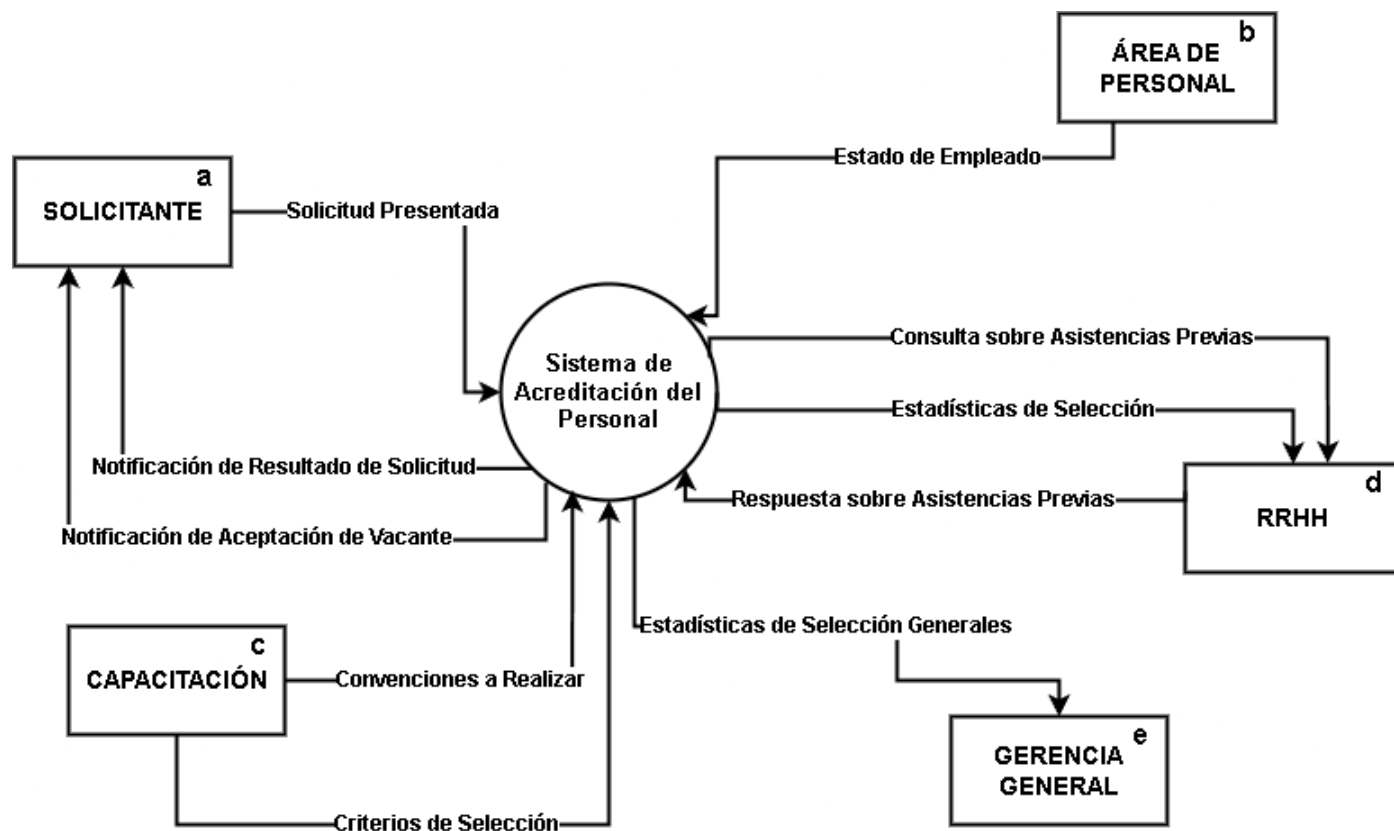 b
ÁREA DE
PERSONAL
Estado de Empleado
a
SOLICITANTE
Solicitud Presentada
Consulta sobre Asistencias Previas
Sistema de
Acreditación del
Personal
Estadísticas de Selección
Notificación de Resultado de Solicitud
Respuesta sobre Asistencias Previas
d
RRHH
Notificación de Aceptación de Vacante
Estadísticas de Selección Generales
c
CAPACITACIÓN
Convenciones a Realizar
e
GERENCIA
GENERAL
Criterios de Selección